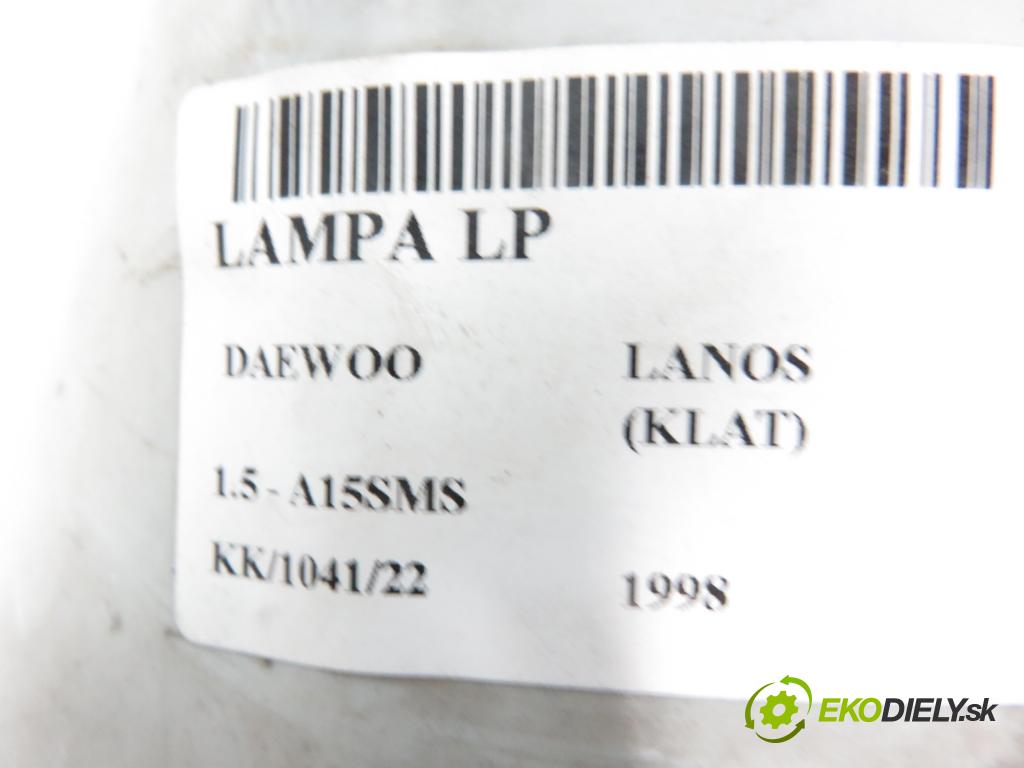 LAMPA LP
DAEWOO LANOS
(KLAT)
1.5 - A15SMS
KK/1041/22 1998
EKODIELY.sk